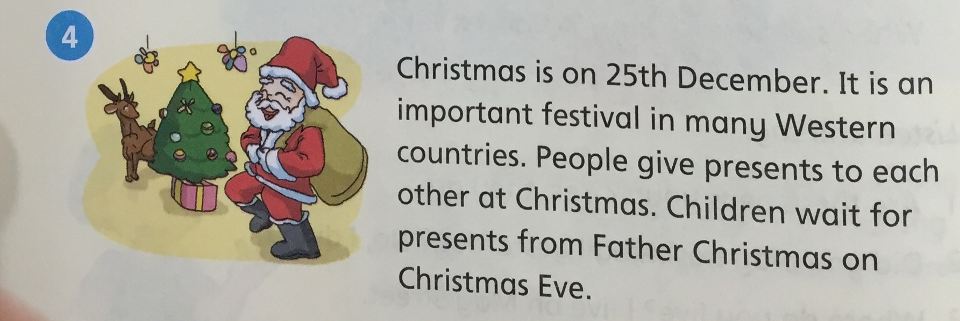 4
Christmas is on 25th December. It is an
important festival in many Western
countries. People give presents to each
other at Christmas. Children wait for
presents from Father Christmas on
Christmas Eve.